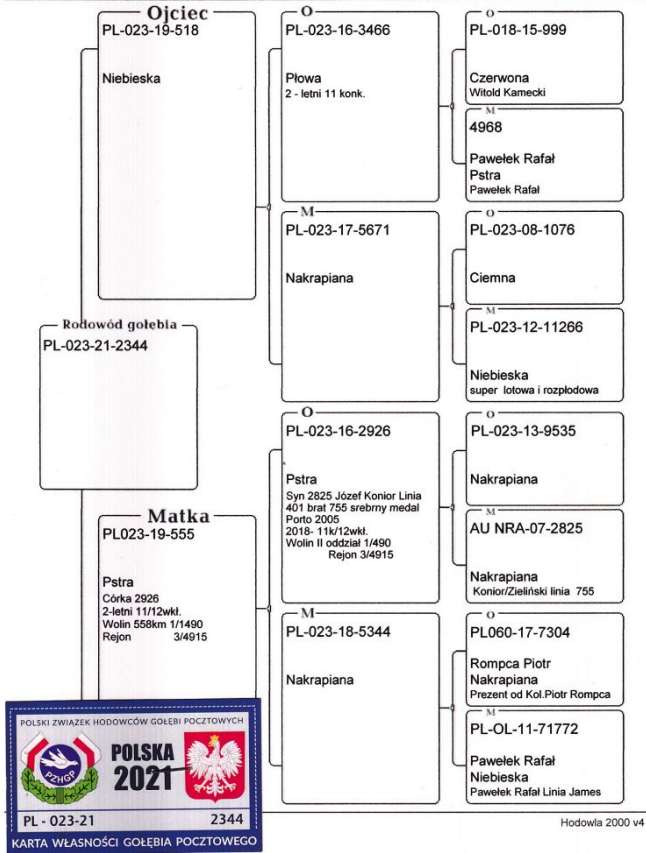 Ojciec
PL-023-19-518
Niebieska
O
PL-023-16-3466
Płowa
2 - letni 11 konk.
O
PL-018-15-999
Czerwona
Witold Kamecki
M
4968
Pawełek Rafał
Pstra
Pawełek Rafał
M
PL-023-17-5671
Nakrapiana
O
PL-023-08-1076
Ciemna
M
PL-023-12-11266
Niebieska
super lotowa i rozpłodowa
Rodowód gołębia
PL-023-21-2344
Matka
PL023-19-555
Pstra
Córka 2926
2-letni 11/12wkł.
Wolin 558km 1/1490
Rejon 3/4915
O
PL-023-16-2926
Pstra
Syn 2825 Józef Konior Linia
401 brat 755 srebrny medal
Porto 2005
2018- 11k/12wkł.
Wolin II oddział 1/490
Rejon 3/4915
O
PL-023-13-9535
Nakrapiana
M
AU NRA-07-2825
Nakrapiana
Konior/Zieliński linia 755
M
PL-023-18-5344
Nakrapiana
O
PL060-17-7304
Rompca Piotr
Nakrapiana
Prezent od Kol.Piotr Rompca
M
PL-OL-11-71772
Pawełek Rafał
Niebieska
Pawełek Rafał Linia James
POLSKI ZWIĄZEK HODOWCÓW GOŁĘBI POCZTOWYCH
PZHGP
POLSKA
2021
PL - 023-21 2344
KARTA WŁASNOŚCI GOŁĘBIA POCZTOWEGO
Hodowla 2000 v4